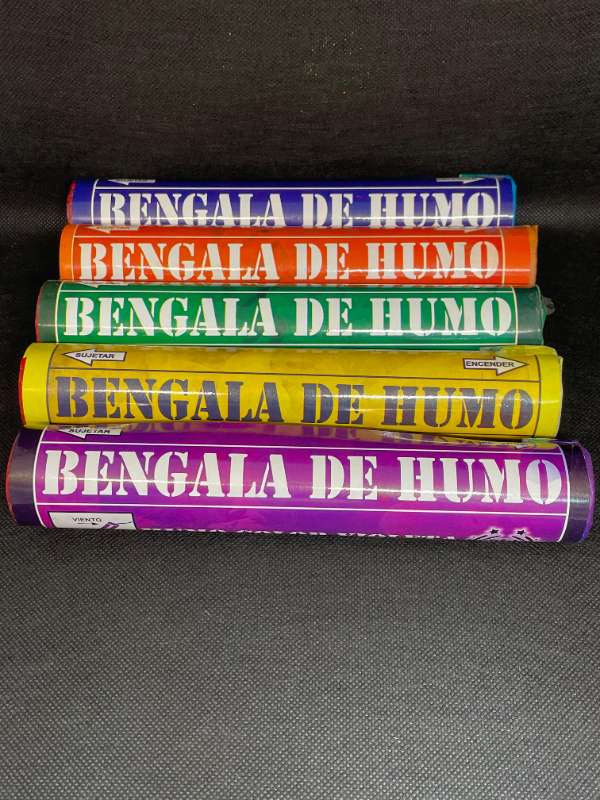 BENGALA DE HUMO
BENGALA DE HUMO
BENGALA DE HUMO
SUJETAR ENCENDER
BENGALA DE HUMO
SUJETAR
BENGALA DE HUMO
VIENTO
VIOLETA